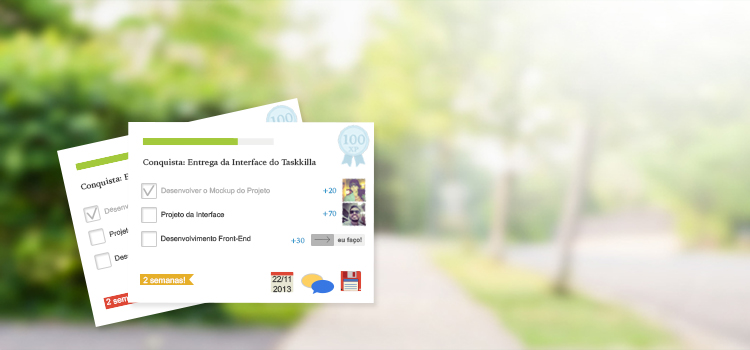 100
XP
Conquista: Entrega da Interface do Taskkilla
Desenvolver o Mockup do Projeto
+20
Projeto da Interface
+70
Desenvolvimento Front-End
+30
eu faço!
2 semanas!
22/11
2013
100
Conquista: E
Desenv
Projet
Des
2 sem